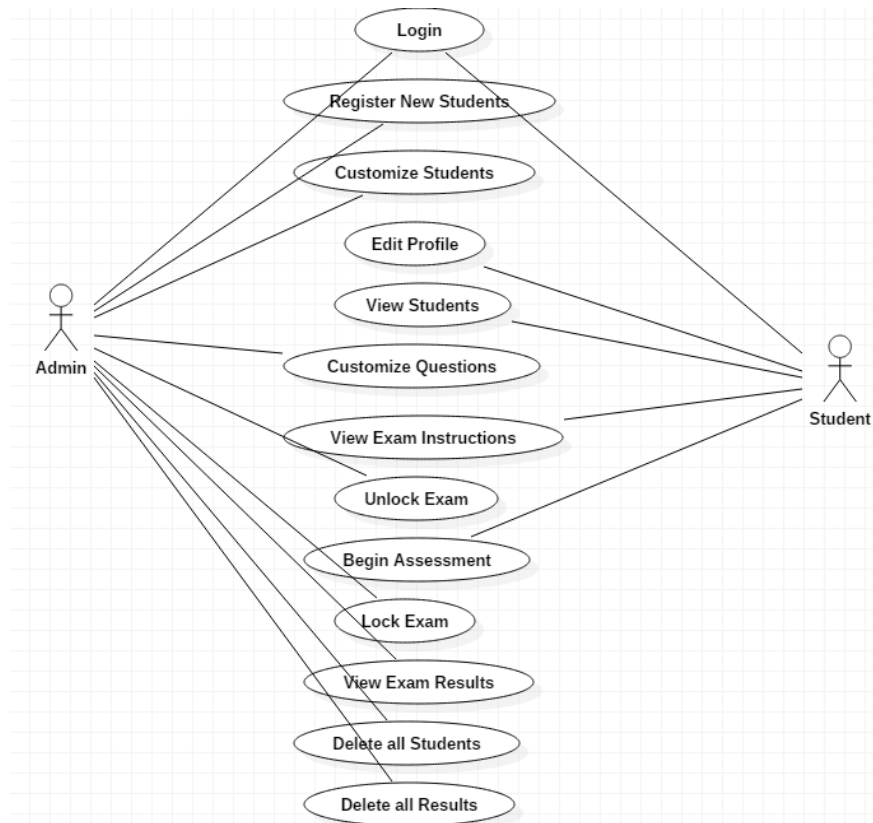 Login
Register New Students
Customize Students
Edit Profile
View Students
Admin
Customize Questions
Student
View Exam Instructions
Unlock Exam
Begin Assessment
Lock Exam
View Exam Results
Delete all Students
Delete all Results